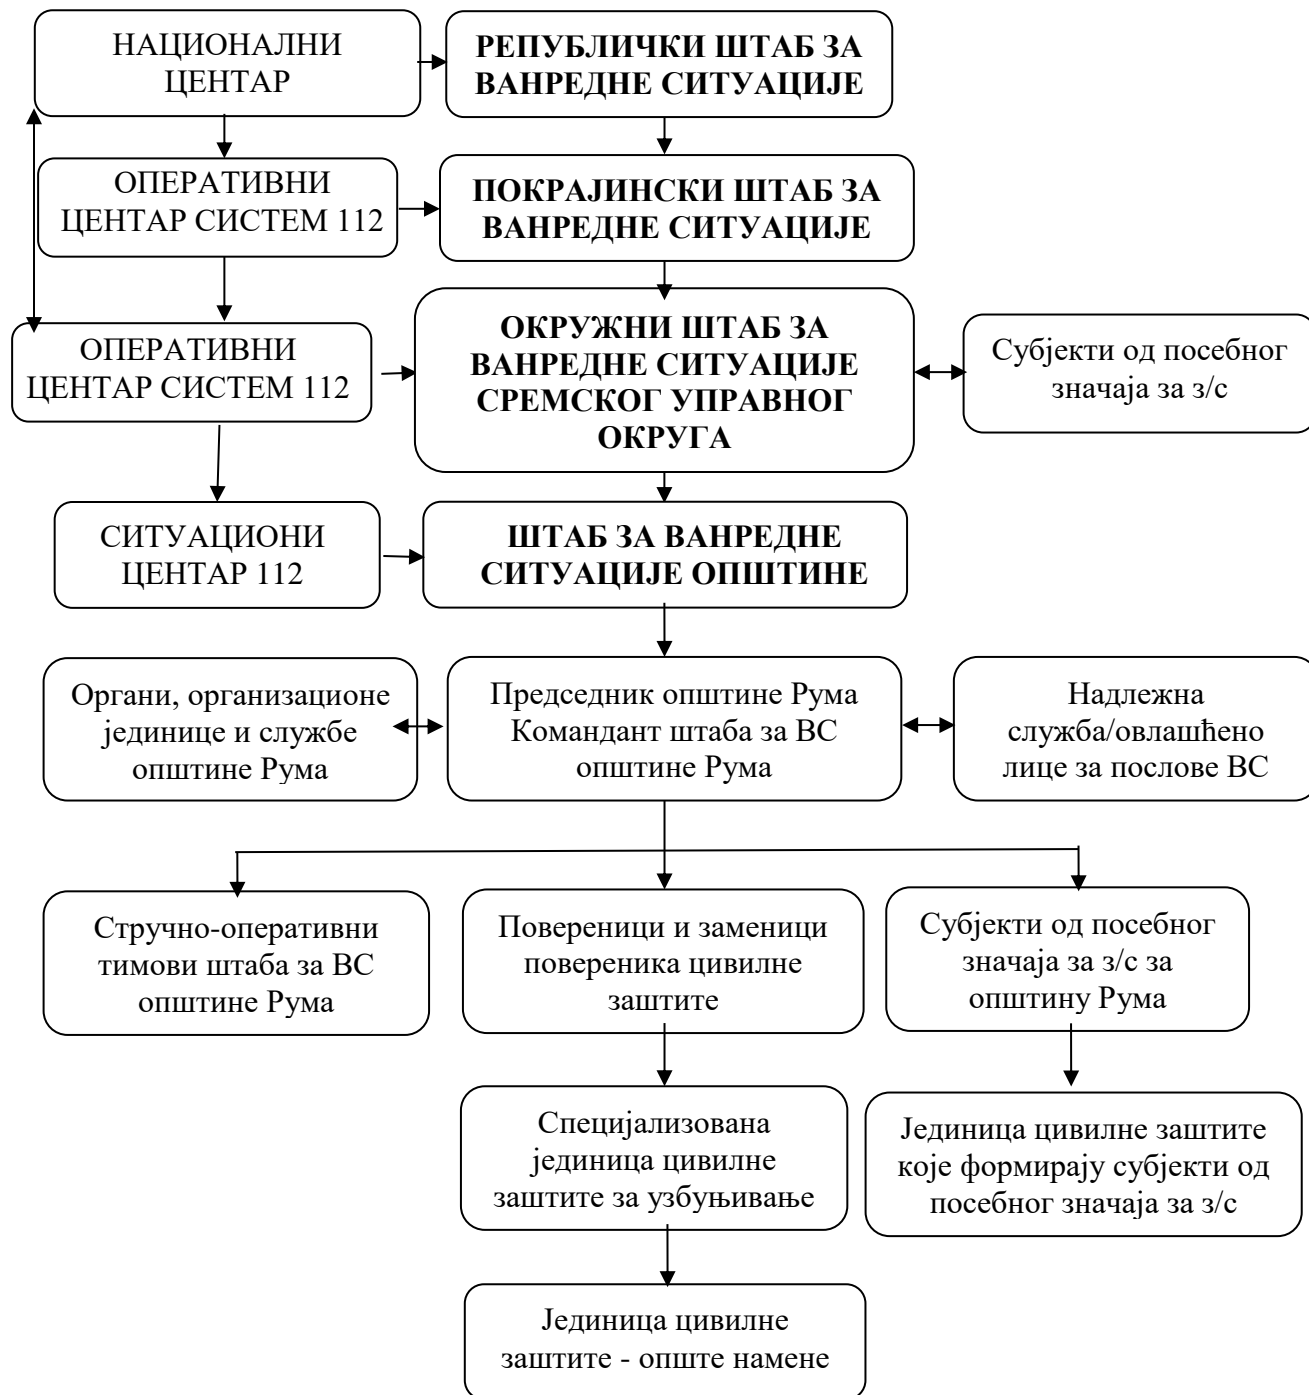 НАЦИОНАЛНИ
ЦЕНТАР
РЕПУБЛИЧКИ ШТАБ ЗА
ВАНРЕДНЕ СИТУАЦИЈЕ
ОПЕРАТИВНИ
ЦЕНТАР СИСТЕМ 112
ПОКРАЈИНСКИ ШТАБ ЗА
ВАНРЕДНЕ СИТУАЦИЈЕ
ОПЕРАТИВНИ
ЦЕНТАР СИСТЕМ 112
ОКРУЖНИ ШТАБ ЗА
ВАНРЕДНЕ СИТУАЦИЈЕ
СРЕМСКОГ УПРАВНОГ
ОКРУГА
Субјекти од посебног
значаја за з/с
СИТУАЦИОНИ
ЦЕНТАР 112
ШТАБ ЗА ВАНРЕДНЕ
СИТУАЦИЈЕ ОПШТИНЕ
Органи, организационе
јединице и службе
општине Рума
Председник општине Рума
Командант штаба за ВС
општине Рума
Надлежна
служба/овлашћено
лице за послове ВС
Стручно-оперативни
тимови штаба за ВС
општине Рума
Повереници и заменици
повереника цивилне
заштите
Субјекти од посебног
значаја за з/с за
општину Рума
Специјализована
јединица цивилне
заштите за узбуњивање
Јединица цивилне заштите
које формирају субјекти од
посебног значаја за з/с
Јединица цивилне
заштите - опште намене